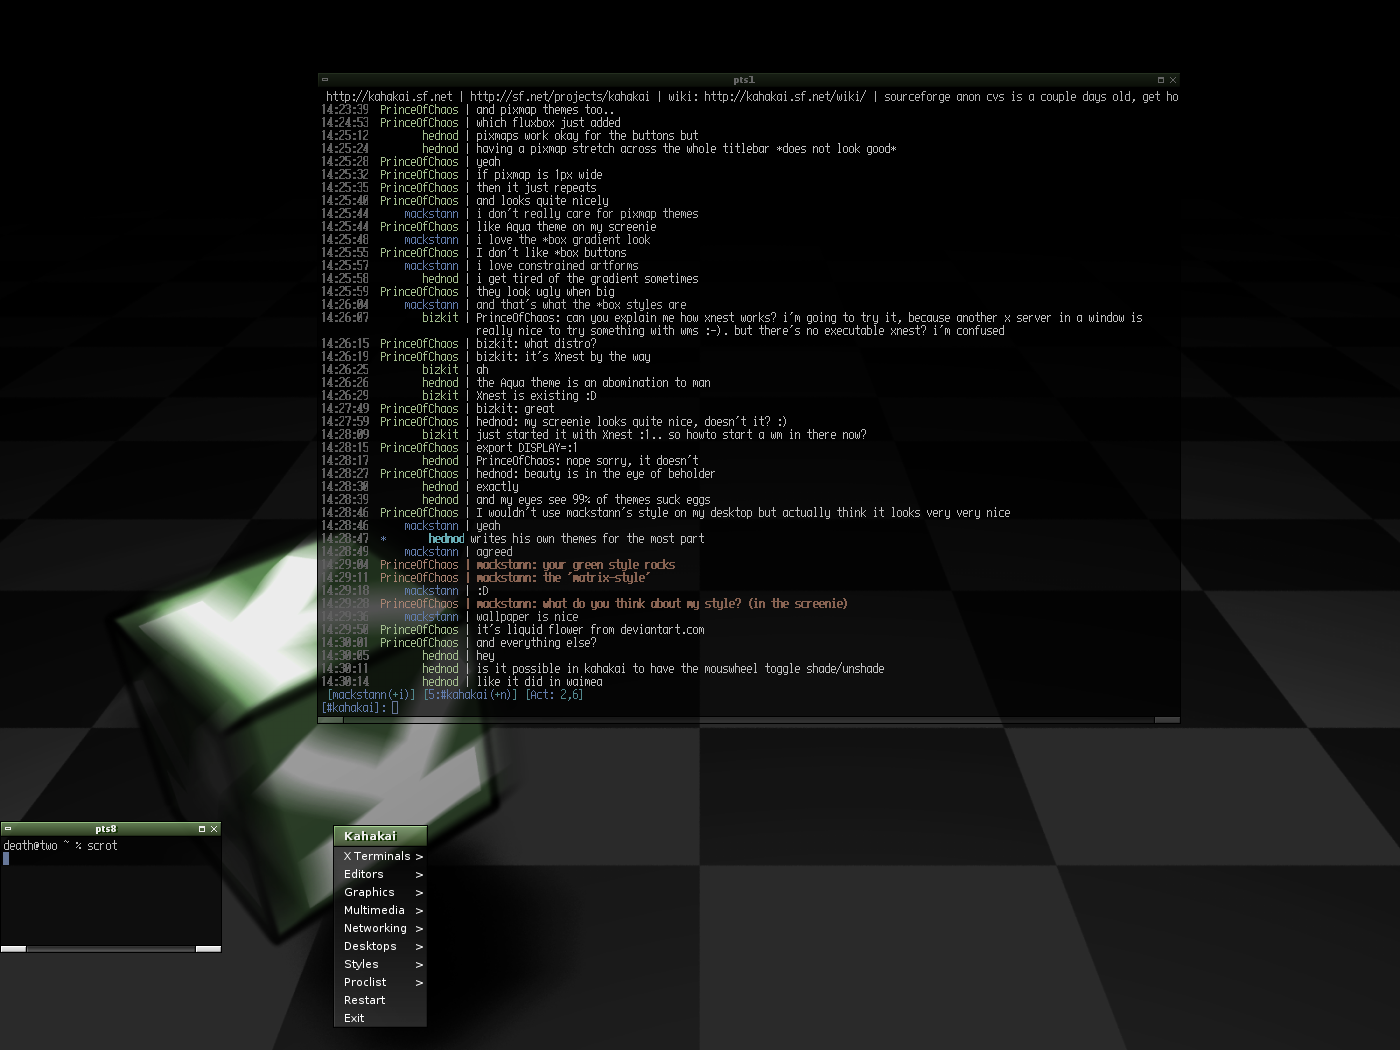 pts1
http://kahakai.sf.net | http://sf.net/projects/kahakai | wiki: http://kahakai.sf.net/wiki/ | sourceforge anon cvs is a couple days old, get ho
14:23:39 PrinceOfChaos | and pixmap themes too..
14:24:53 PrinceOfChaos | which fluxbox just added
14:25:12 hednod | pixmaps work okay for the buttons but
14:25:24 hednod | having a pixmap stretch across the whole titlebar *does not look good*
14:25:28 PrinceOfChaos | yeah
14:25:32 PrinceOfChaos | if pixmap is 1px wide
14:25:35 PrinceOfChaos | then it just repeats
14:25:40 PrinceOfChaos | and looks quite nicely
14:25:44 mackstann | i don't really care for pixmap themes
14:25:44 PrinceOfChaos | like Aqua theme on my screenie
14:25:48 mackstann | i love the *box gradient look
14:25:55 PrinceOfChaos | I don't like *box buttons
14:25:57 mackstann | i love constrained artforms
14:25:58 hednod | i get tired of the gradient sometimes
14:25:59 PrinceOfChaos | they look ugly when big
14:26:04 mackstann | and that's what the *box styles are
14:26:07 bizkit | PrinceOfChaos: can you explain me how xnest works? i'm going to try it, because another x server in a window is
really nice to try something with wms :-). but there's no executable xnest? i'm confused
14:26:15 PrinceOfChaos | bizkit: what distro?
14:26:19 PrinceOfChaos | bizkit: it's Xnest by the way
14:26:25 bizkit | ah
14:26:26 hednod | the Aqua theme is an abomination to man
14:26:29 bizkit | Xnest is existing :D
14:27:49 PrinceOfChaos | bizkit: great
14:27:59 PrinceOfChaos | hednod: my screenie looks quite nice, doesn't it? :)
14:28:09 bizkit | just started it with Xnest :1.. so howto start a wm in there now?
14:28:15 PrinceOfChaos | export DISPLAY=:1
14:28:17 hednod | PrinceOfChaos: nope sorry, it doesn't
14:28:27 PrinceOfChaos | hednod: beauty is in the eye of beholder
14:28:30 hednod | exactly
14:28:39 hednod | and my eyes see 99% of themes suck eggs
14:28:46 PrinceOfChaos | I wouldn't use mackstann's style on my desktop but actually think it looks very very nice
14:28:46 mackstann | yeah
14:28:47 * hednod writes his own themes for the most part
14:28:49 mackstann | agreed
14:29:04 PrinceOfChaos | mackstann: your green style rocks
14:29:11 PrinceOfChaos | mackstann: the 'matrix-style'
14:29:18 mackstann | :D
14:29:28 PrinceOfChaos | mackstann: what do you think about my style? (in the screenie)
14:29:36 mackstann | wallpaper is nice
14:29:50 PrinceOfChaos | it's liquid flower from deviantart.com
14:30:01 PrinceOfChaos | and everything else?
14:30:05 hednod | hey
14:30:11 hednod | is it possible in kahakai to have the mouswheel toggle shade/unshade
14:30:14 hednod | like it did in waimea
[mackstann(+i)] [5:#kahakai(+n)] [Act: 2,6]
[#kahakai]:
pts8
death@two ~ % scrot
Kahakai
X Terminals >
Editors >
Graphics >
Multimedia >
Networking >
Desktops >
Styles >
Proclist >
Restart
Exit